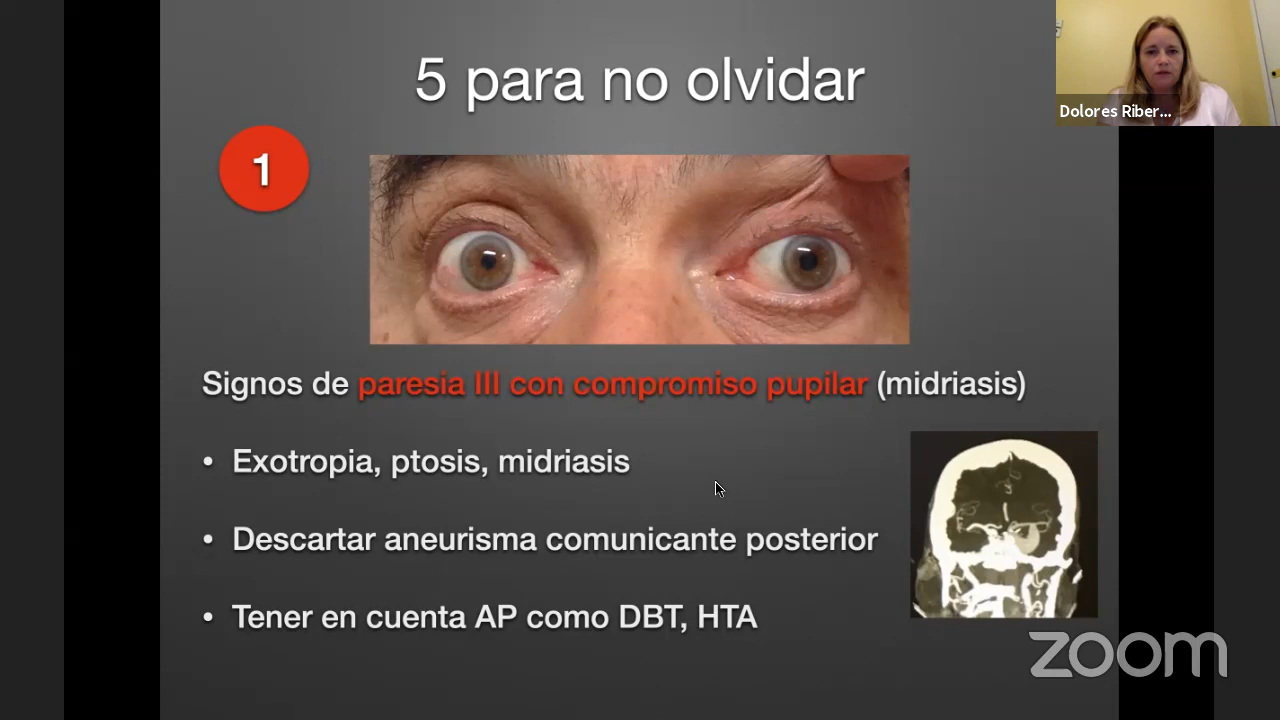 5 para no olvidar
Dolores Riber...
1
Signos de paresia III con compromiso pupilar (midriasis)
• Exotropia, ptosis, midriasis
• Descartar aneurisma comunicante posterior
• Tener en cuenta AP como DBT, HTA
zoom